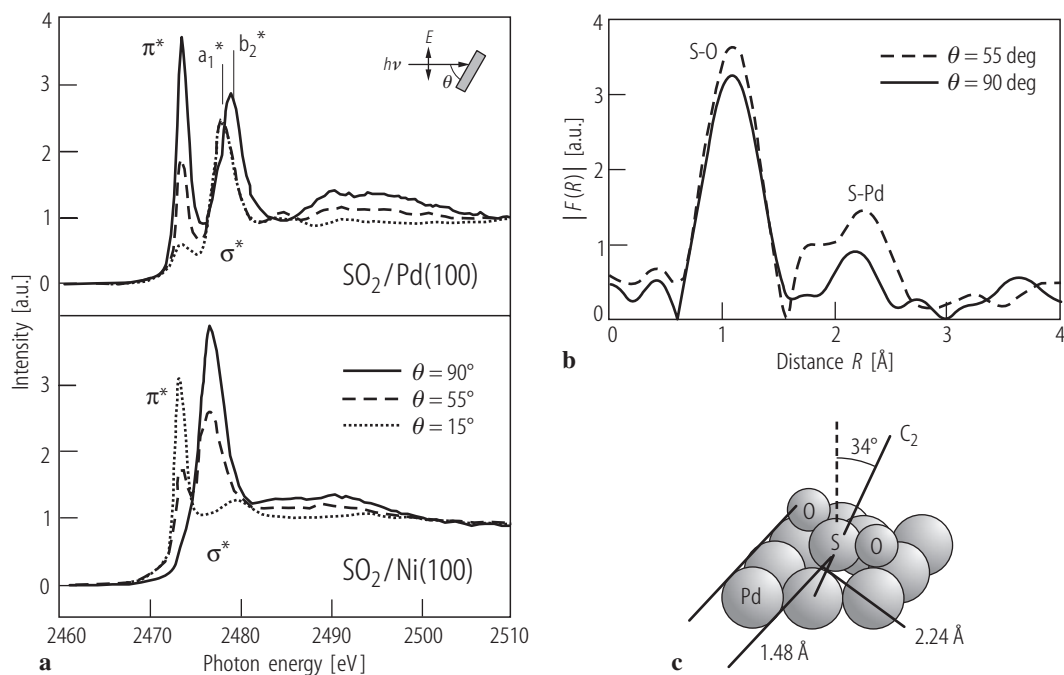 4
3
2
1
0
π*
a₁*
b₂*
E
hν
θ
σ*
SO₂/Pd(100)
Intensity [a.u.]
4
3
2
1
0
π*
θ = 90°
θ = 55°
θ = 15°
σ*
SO₂/Ni(100)
2460 2470 2480 2490 2500 2510
Photon energy [eV]
a
|F(R)| [a.u.]
4
3
2
1
0
S-O
S-Pd
θ = 55 deg
θ = 90 deg
0 1 2 3 4
Distance R [Å]
b
34°
C₂
O
S
O
Pd
1.48 Å
2.24 Å
c